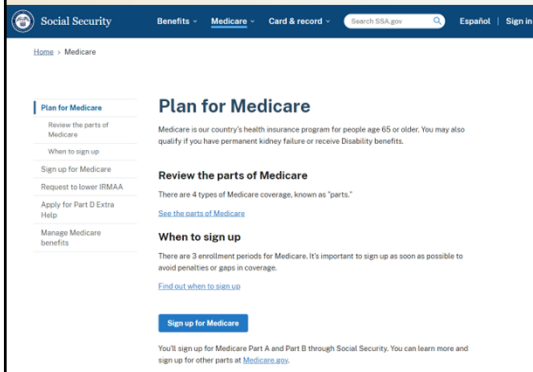 Social Security Benefits Medicare Card & record Search SSA.gov Español Sign in
Home › Medicare
Plan for Medicare
Review the parts of
Medicare
When to sign up
Sign up for Medicare
Request to lower IRMAA
Apply for Part D Extra
Help
Manage Medicare
benefits
Plan for Medicare
Medicare is our country's health insurance program for people age 65 or older. You may also
qualify if you have permanent kidney failure or receive Disability benefits.
Review the parts of Medicare
There are 4 types of Medicare coverage, known as "parts."
See the parts of Medicare
When to sign up
There are 3 enrollment periods for Medicare. It's important to sign up as soon as possible to
avoid penalties or gaps in coverage.
Find out when to sign up
Sign up for Medicare
You'll sign up for Medicare Part A and Part B through Social Security. You can learn more and
sign up for other parts at Medicare.gov.